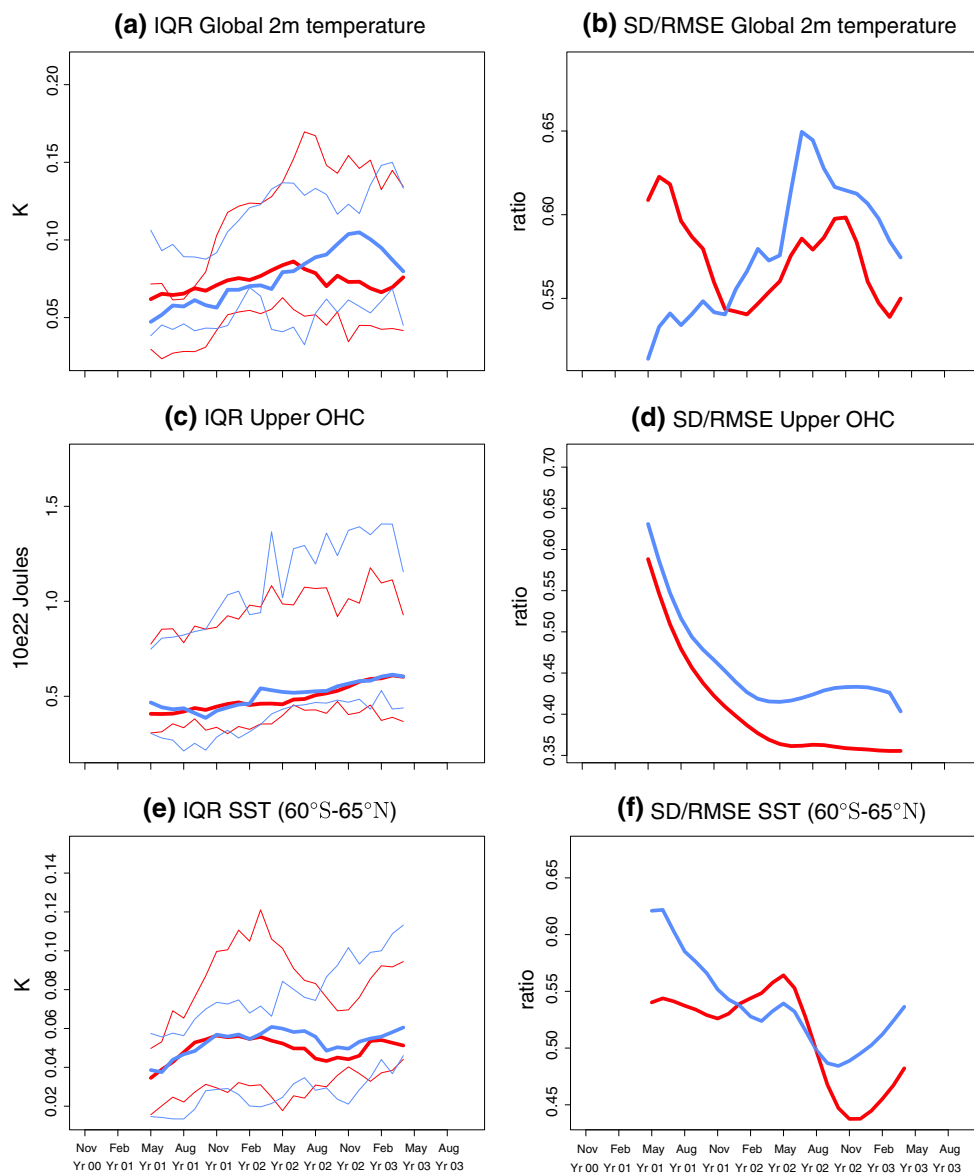 (a) IQR Global 2m temperature
(b) SD/RMSE Global 2m temperature
K
0.20
0.15
0.10
0.05
ratio
0.65
0.60
0.55
(c) IQR Upper OHC
(d) SD/RMSE Upper OHC
10e22 Joules
1.5
1.0
0.5
ratio
0.70
0.65
0.60
0.55
0.50
0.45
0.40
0.35
(e) IQR SST (60°S-65°N)
(f) SD/RMSE SST (60°S-65°N)
K
0.14
0.12
0.10
0.08
0.06
0.04
0.02
ratio
0.65
0.60
0.55
0.50
0.45
Nov Feb May Aug Nov Feb May Aug Nov Feb May Aug
Yr 00 Yr 01 Yr 01 Yr 01 Yr 01 Yr 02 Yr 02 Yr 02 Yr 02 Yr 03 Yr 03 Yr 03
Nov Feb May Aug Nov Feb May Aug Nov Feb May Aug
Yr 00 Yr 01 Yr 01 Yr 01 Yr 01 Yr 02 Yr 02 Yr 02 Yr 02 Yr 03 Yr 03 Yr 03